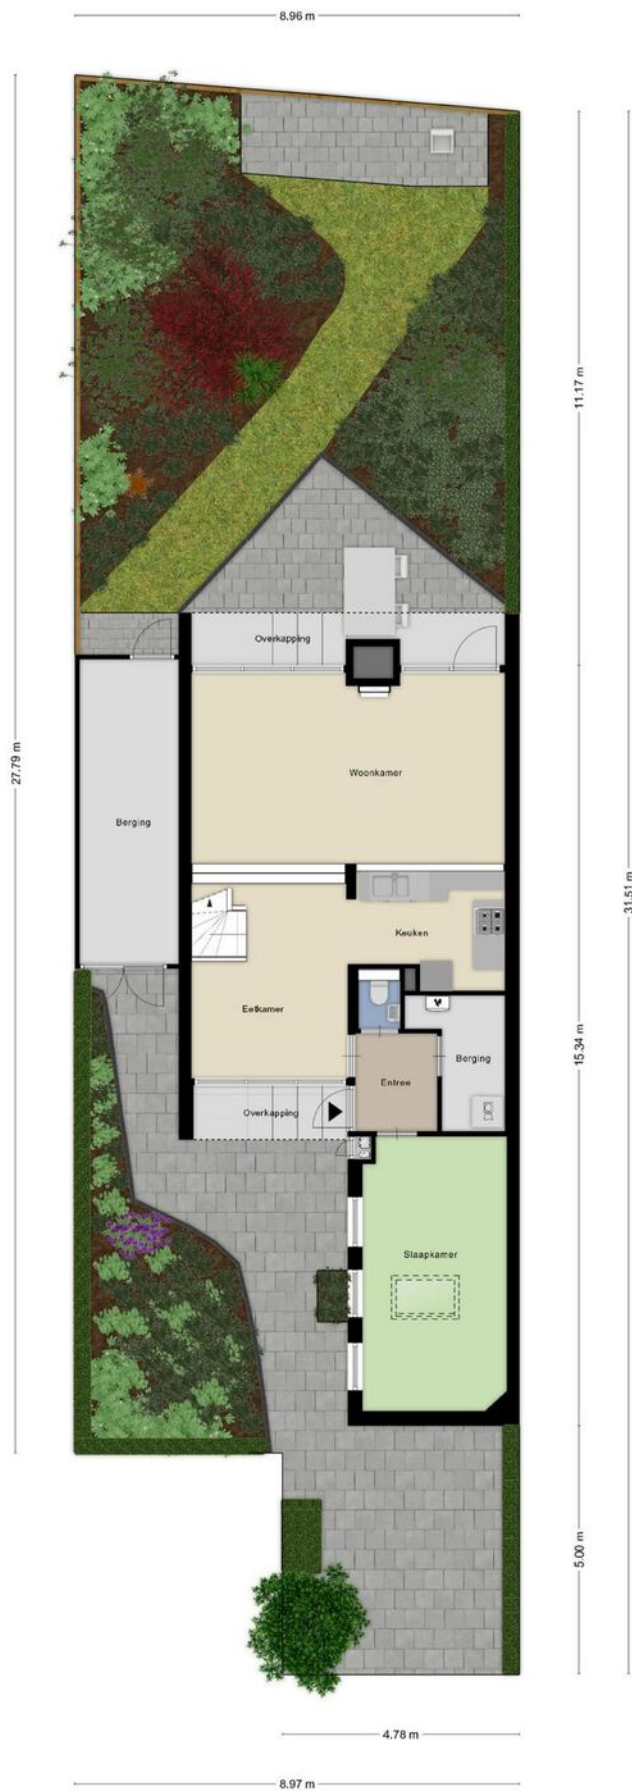 8.96 m
11.17 m
Overkapping
27.79 m
Woonkamer
Berging
31.51 m
Keuken
Eetkamer
15.34 m
Berging
Entree
Overkapping
Slaapkamer
5.00 m
4.78 m
8.97 m